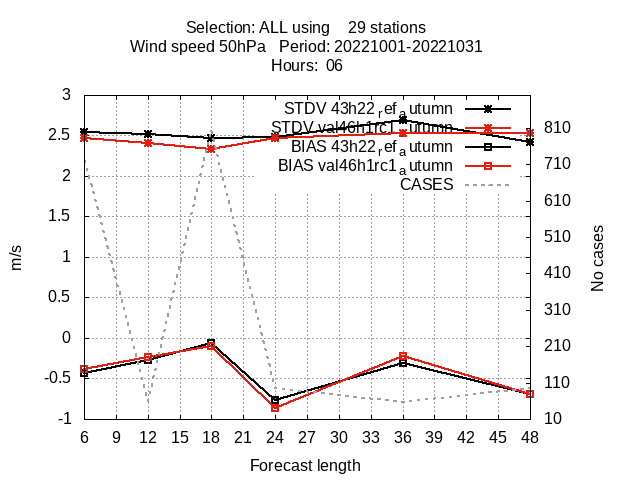 Selection: ALL using    29 stations
Wind speed 50hPa   Period: 20221001-20221031
Hours:  06
STDV 43h22_ref_autumn
STDV val46h1rc1_autumn
BIAS 43h22_ref_autumn
BIAS val46h1rc1_autumn
CASES
3
2.5
2
1.5
1
0.5
0
-0.5
-1
m/s
810
710
610
510
410
310
210
110
10
No cases
6 9 12 15 18 21 24 27 30 33 36 39 42 45 48
Forecast length